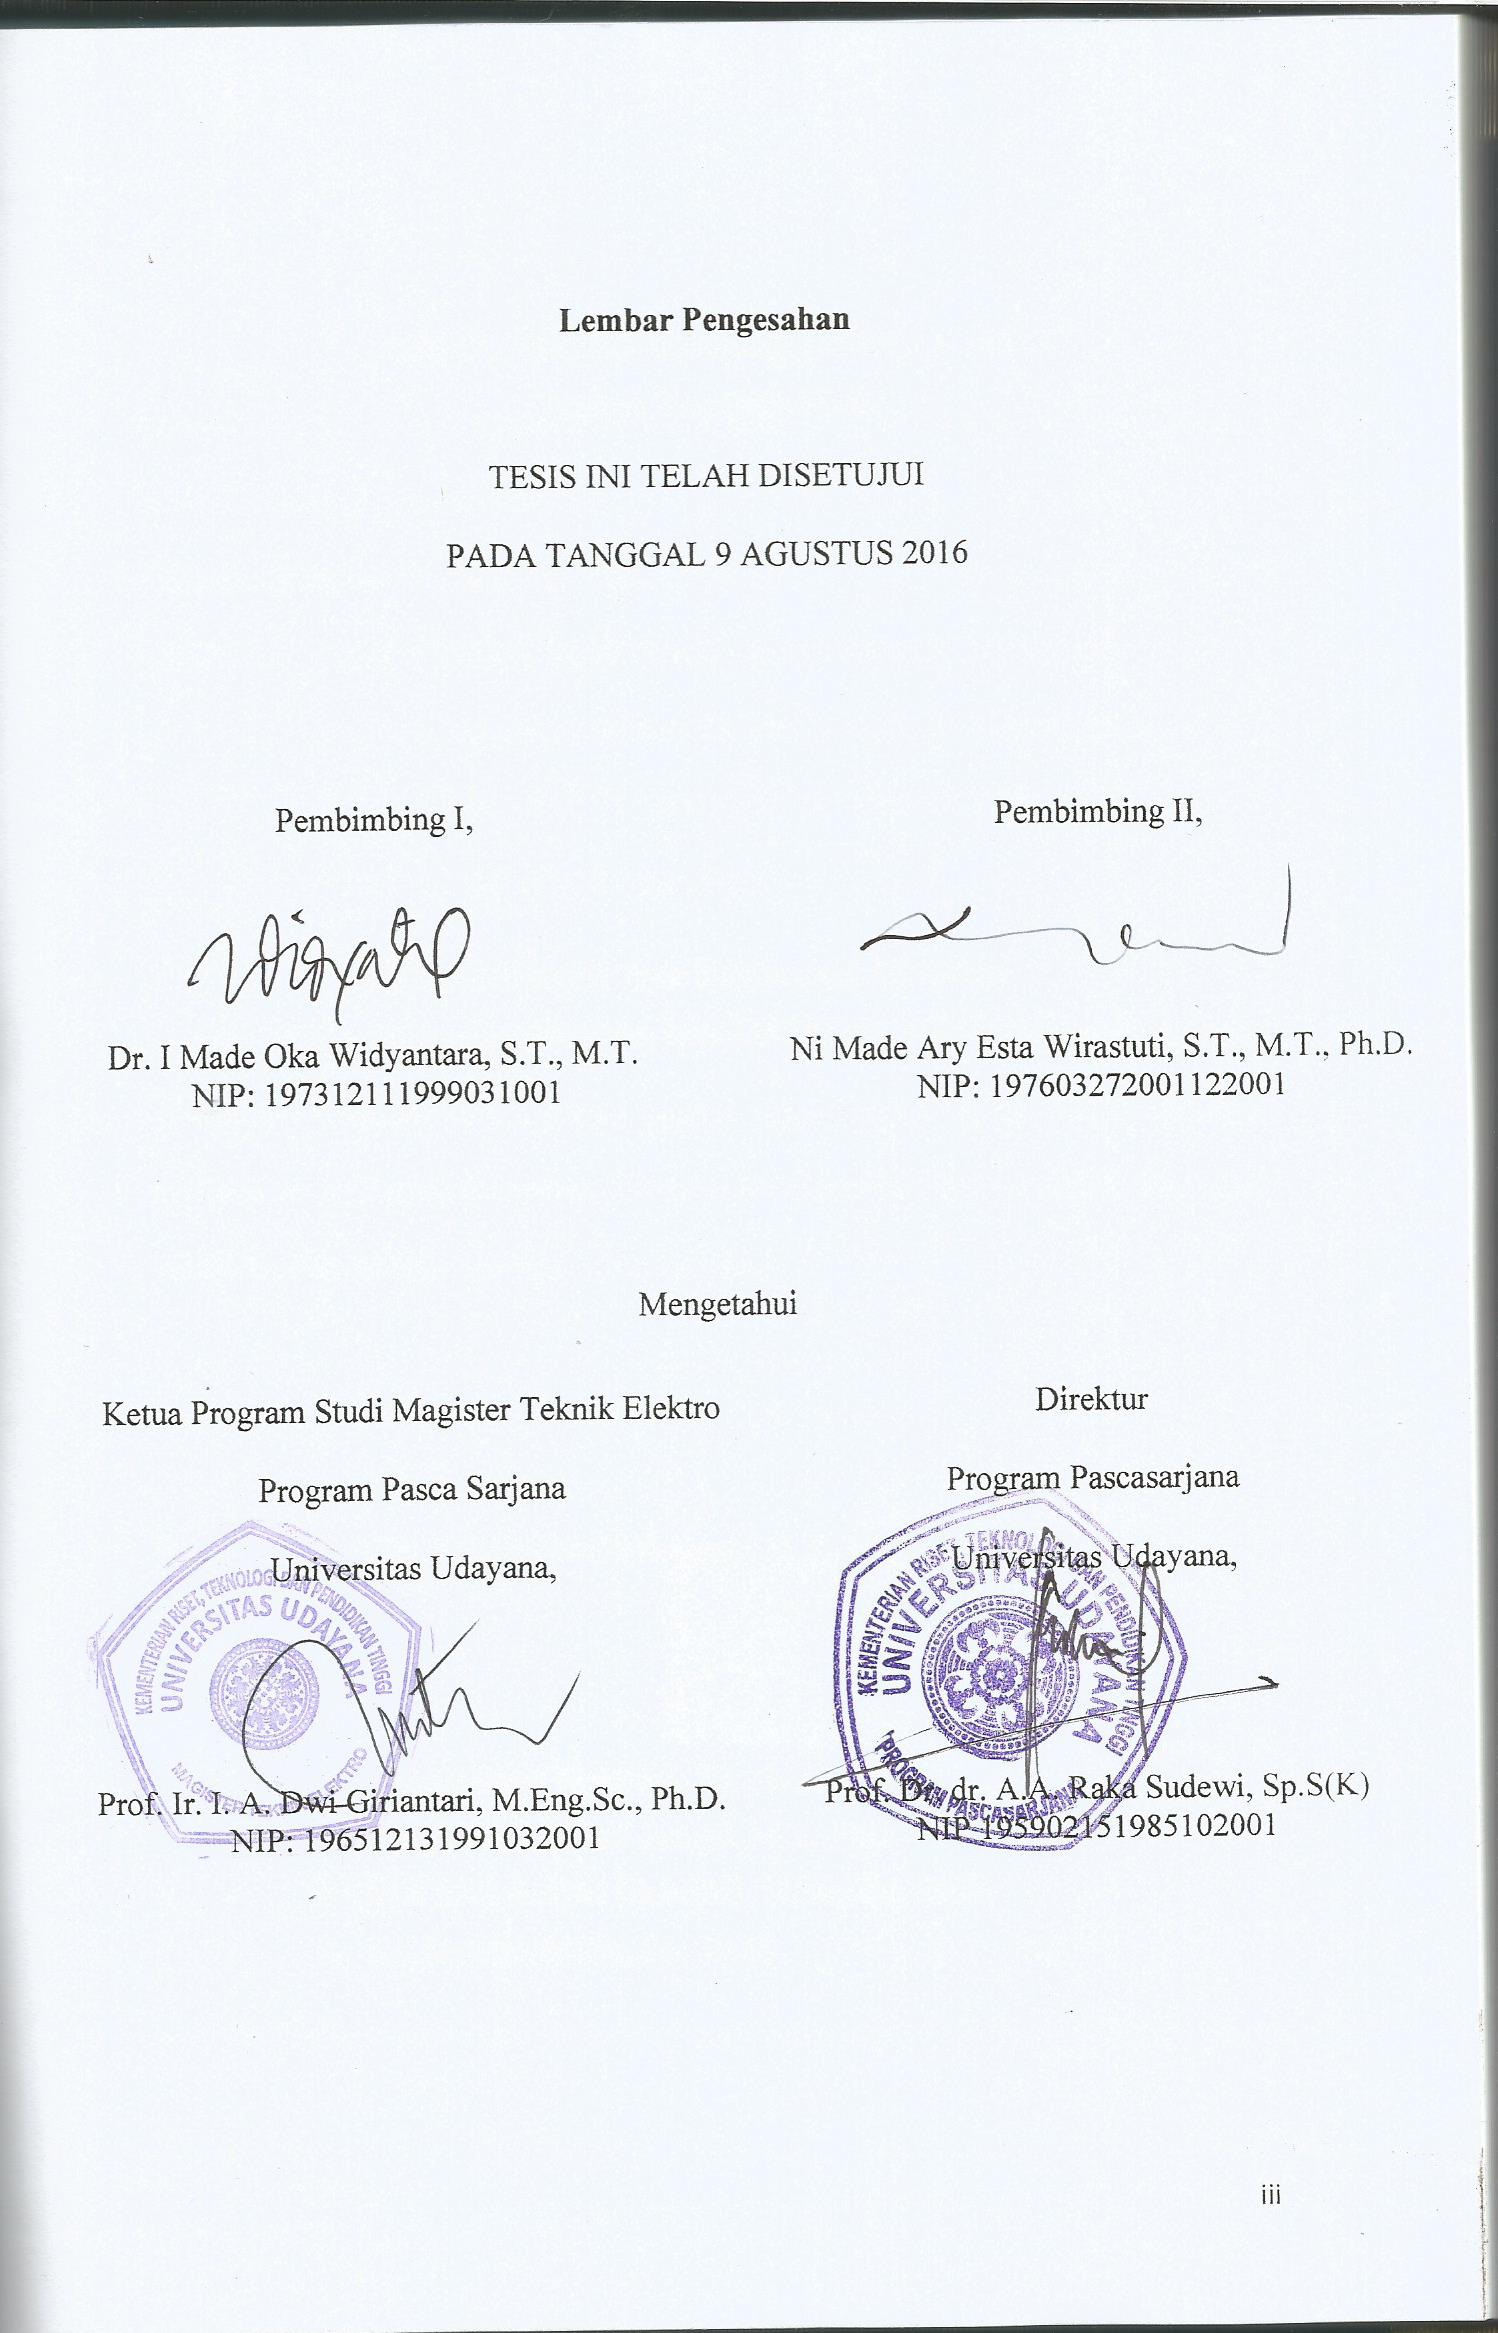 Lembar Pengesahan
TESIS INI TELAH DISETUJUI
PADA TANGGAL 9 AGUSTUS 2016
Pembimbing I,
Dr. I Made Oka Widyantara, S.T., M.T.
NIP: 197312111999031001
Pembimbing II,
Ni Made Ary Esta Wirastuti, S.T., M.T., Ph.D.
NIP: 197603272001122001
Mengetahui
Ketua Program Studi Magister Teknik Elektro
Program Pasca Sarjana
Universitas Udayana,
KEMENTERIAN RISET, TEKNOLOGI DAN PENDIDIKAN TINGGI
UNIVERSITAS UDAYANA
MAGISTER TEKNIK ELEKTRO
Prof. Ir. I. A. Dwi Giriantari, M.Eng.Sc., Ph.D.
NIP: 196512131991032001
Direktur
Program Pascasarjana
Universitas Udayana,
KEMENTERIAN RISET, TEKNOLOGI DAN PENDIDIKAN TINGGI
UNIVERSITAS UDAYANA
PROGRAM PASCASARJANA
Prof. Dr. dr. A.A. Raka Sudewi, Sp.S(K)
NIP 195902151985102001
iii